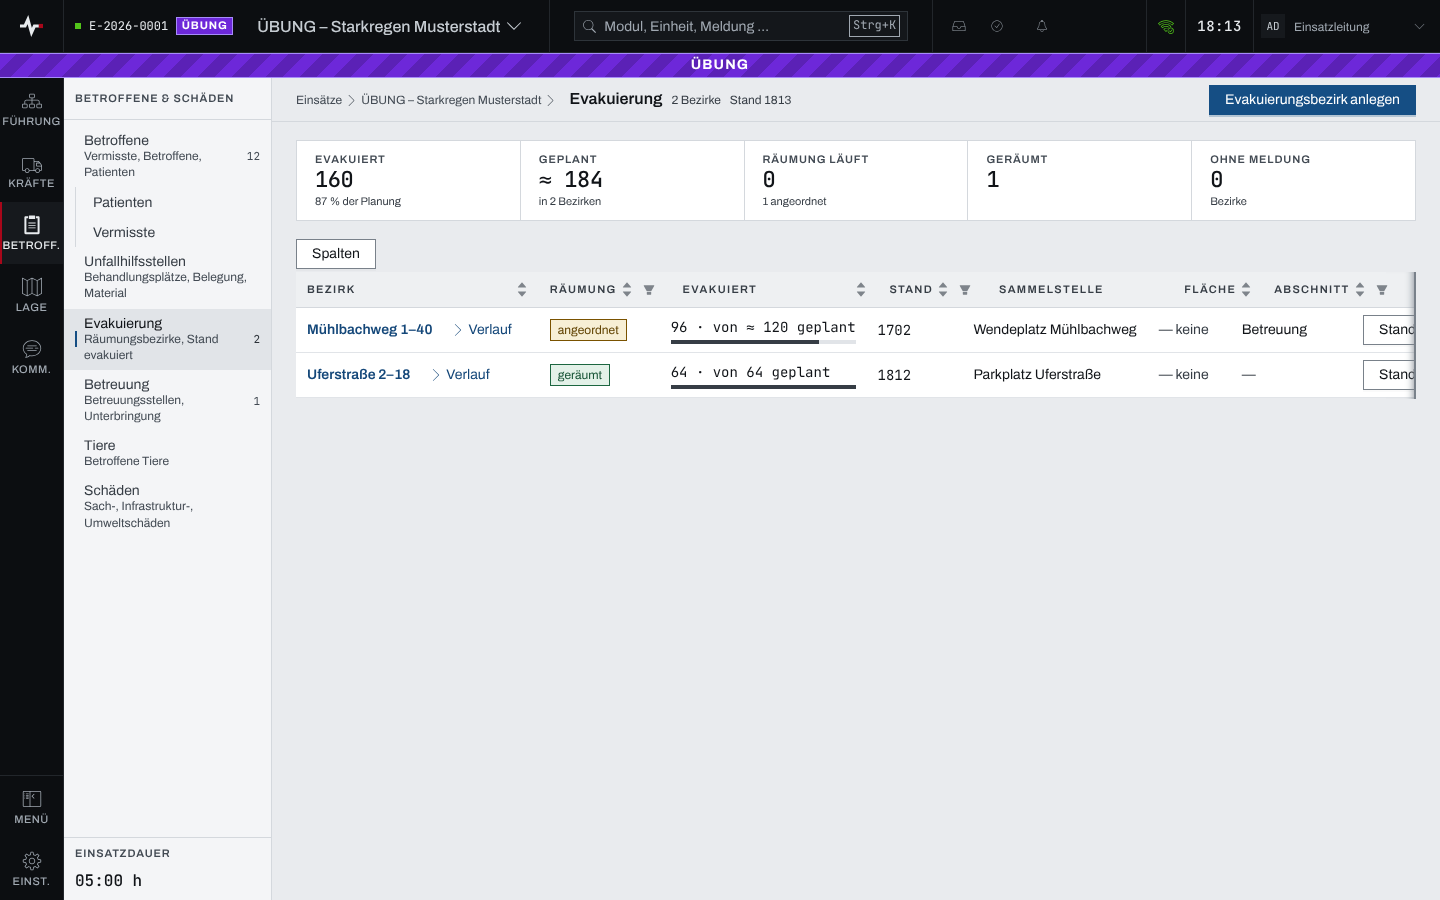 E-2026-0001 ÜBUNG ÜBUNG – Starkregen Musterstadt Modul, Einheit, Meldung ... Strg+K 18:13 AD Einsatzleitung
ÜBUNG
FÜHRUNG
KRÄFTE
BETROFF.
LAGE
KOMM.
MENÜ
EINST.
BETROFFENE & SCHÄDEN
Betroffene
Vermisste, Betroffene, 12
Patienten
Patienten
Vermisste
Unfallhilfsstellen
Behandlungsplätze, Belegung,
Material
Evakuierung
Räumungsbezirke, Stand 2
evakuiert
Betreuung
Betreuungsstellen, 1
Unterbringung
Tiere
Betroffene Tiere
Schäden
Sach-, Infrastruktur-,
Umweltschäden
EINSATZDAUER
05:00 h
Einsätze ÜBUNG – Starkregen Musterstadt Evakuierung 2 Bezirke Stand 1813 Evakuierungsbezirk anlegen
EVAKUIERT GEPLANT RÄUMUNG LÄUFT GERÄUMT OHNE MELDUNG
160 ≈ 184 0 1 0
87 % der Planung in 2 Bezirken 1 angeordnet Bezirke
Spalten
BEZIRK RÄUMUNG EVAKUIERT STAND SAMMELSTELLE FLÄCHE ABSCHNITT
Mühlbachweg 1–40 Verlauf angeordnet 96 · von ≈ 120 geplant 1702 Wendeplatz Mühlbachweg — keine Betreuung Stand
Uferstraße 2–18 Verlauf geräumt 64 · von 64 geplant 1812 Parkplatz Uferstraße — keine — Stand